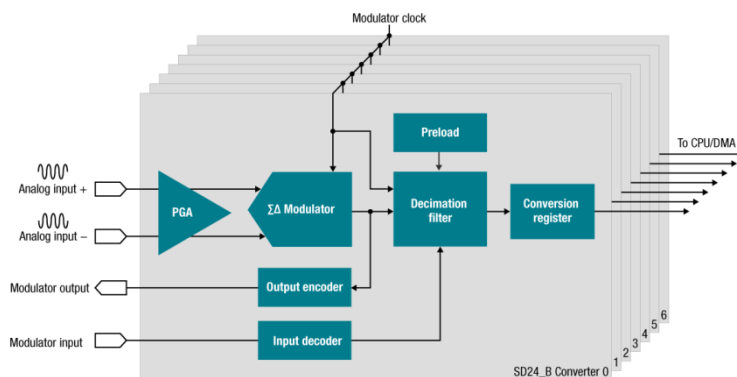 Modulator clock
Preload
To CPU/DMA
Analog input +
PGA
ΣΔ Modulator
Decimation
filter
Conversion
register
Analog input –
Modulator output
Output encoder
Modulator input
Input decoder
SD24_B Converter 0
1
2
3
4
5
6